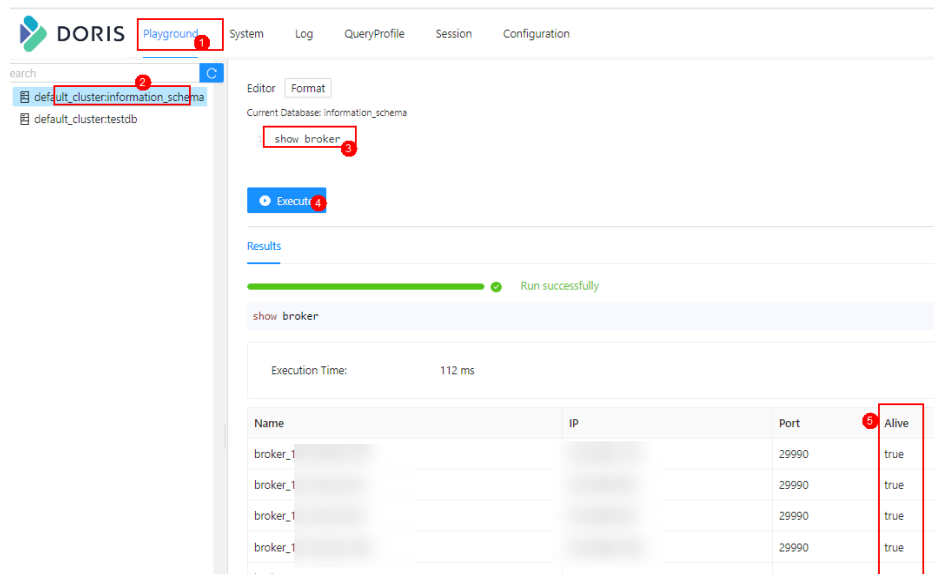 DORIS Playground System Log QueryProfile Session Configuration
1
earch
2
default_cluster:information_schema
default_cluster:testdb
Editor Format
Current Database: information_schema
1 show broker
3
Execute 4
Results
Run successfully
show broker
Execution Time: 112 ms
Name IP Port 5 Alive
broker_1 29990 true
broker_1 29990 true
broker_1 29990 true
broker_1 29990 true